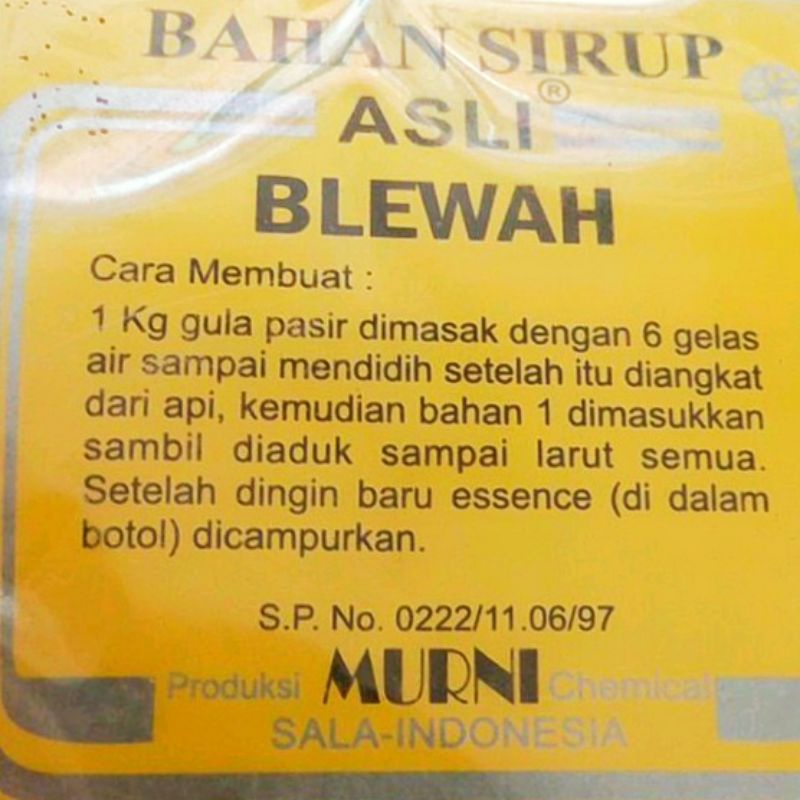 BAHAN SIRUP
ASLI ®
BLEWAH
Cara Membuat :
1 Kg gula pasir dimasak dengan 6 gelas
air sampai mendidih setelah itu diangkat
dari api, kemudian bahan 1 dimasukkan
sambil diaduk sampai larut semua.
Setelah dingin baru essence (di dalam
botol) dicampurkan.
S.P. No. 0222/11.06/97
Produksi MURNI Chemical
SALA-INDONESIA